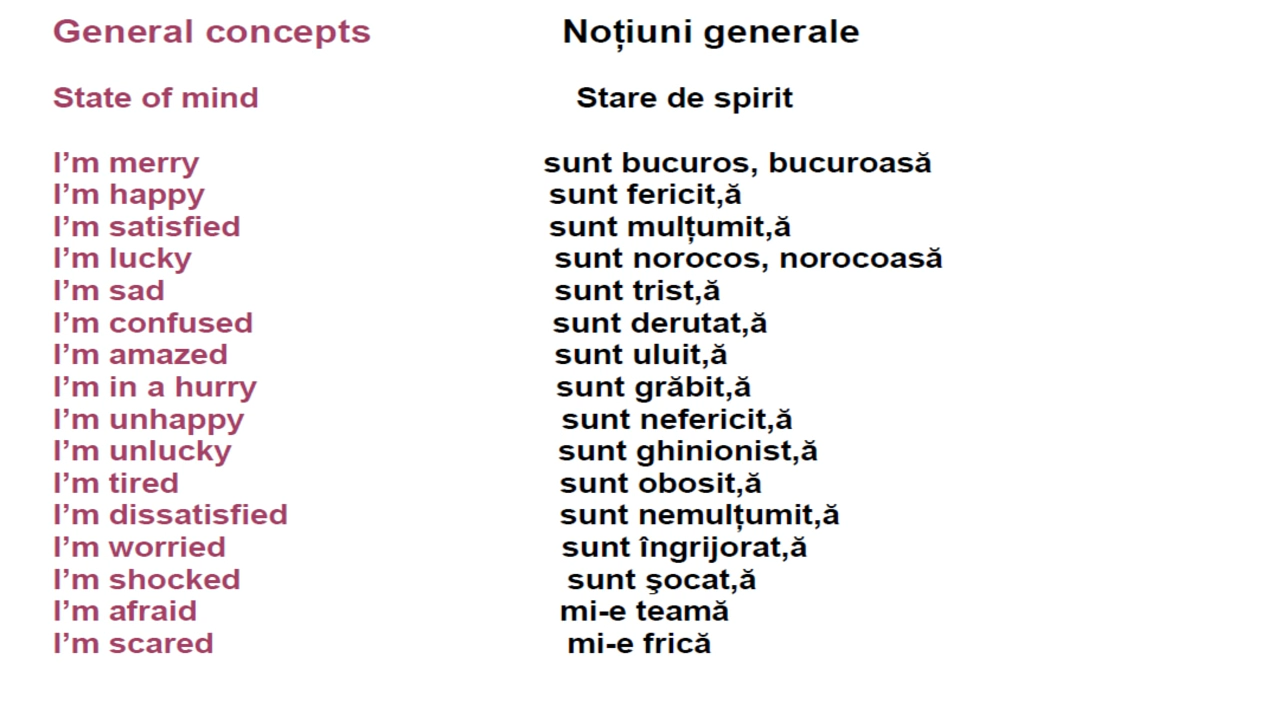 General concepts Noțiuni generale
State of mind Stare de spirit
I’m merry sunt bucuros, bucuroasă
I’m happy sunt fericit,ă
I’m satisfied sunt mulțumit,ă
I’m lucky sunt norocos, norocoasă
I’m sad sunt trist,ă
I’m confused sunt derutat,ă
I’m amazed sunt uluit,ă
I’m in a hurry sunt grăbit,ă
I’m unhappy sunt nefericit,ă
I’m unlucky sunt ghinionist,ă
I’m tired sunt obosit,ă
I’m dissatisfied sunt nemulțumit,ă
I’m worried sunt îngrijorat,ă
I’m shocked sunt şocat,ă
I’m afraid mi-e teamă
I’m scared mi-e frică